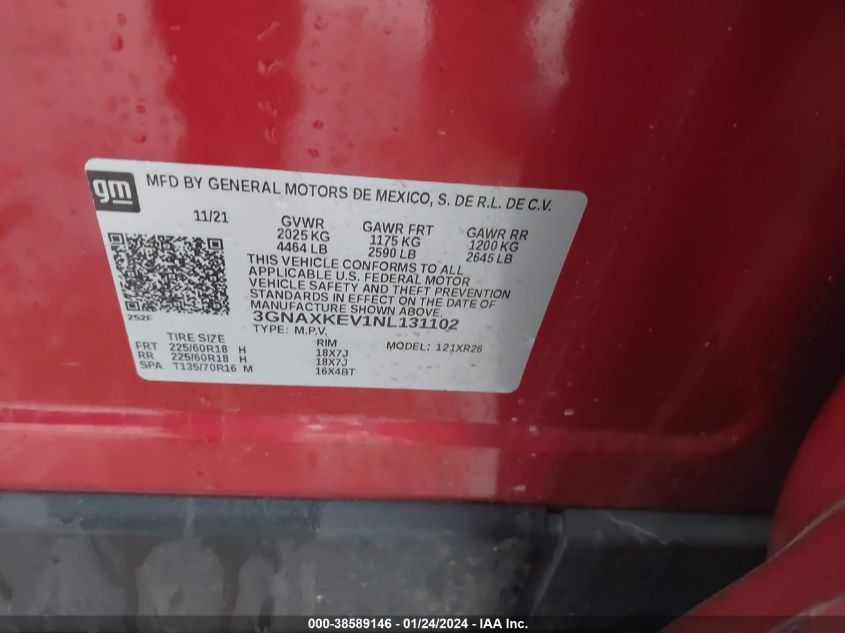 gm
MFD BY GENERAL MOTORS DE MEXICO, S. DE R.L. DE C.V.
11/21 GVWR GAWR FRT GAWR RR
2025 KG 1175 KG 1200 KG
4464 LB 2590 LB 2645 LB
THIS VEHICLE CONFORMS TO ALL
APPLICABLE U.S. FEDERAL MOTOR
VEHICLE SAFETY AND THEFT PREVENTION
STANDARDS IN EFFECT ON THE DATE OF
MANUFACTURE SHOWN ABOVE.
252F
3GNAXKEV1NL131102
TYPE: M.P.V.
MODEL: 121XR26
TIRE SIZE RIM
FRT 225/60R18 H 18X7J
RR 225/60R18 H 18X7J
SPA T135/70R16 M 16X4BT
000-38589146 - 01/24/2024 - IAA Inc.